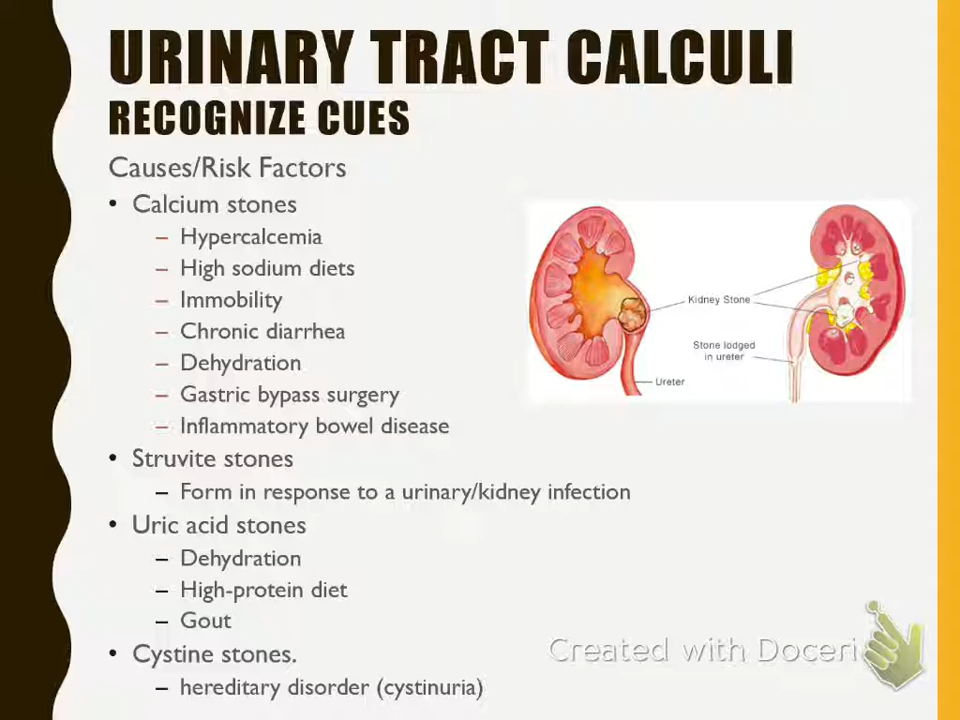 URINARY TRACT CALCULI
RECOGNIZE CUES
Causes/Risk Factors
• Calcium stones
– Hypercalcemia
– High sodium diets
– Immobility
– Chronic diarrhea
– Dehydration
– Gastric bypass surgery
– Inflammatory bowel disease
• Struvite stones
– Form in response to a urinary/kidney infection
• Uric acid stones
– Dehydration
– High-protein diet
– Gout
• Cystine stones.
– hereditary disorder (cystinuria)
Kidney Stone
Stone lodged
in ureter
Ureter
Created with Doceri